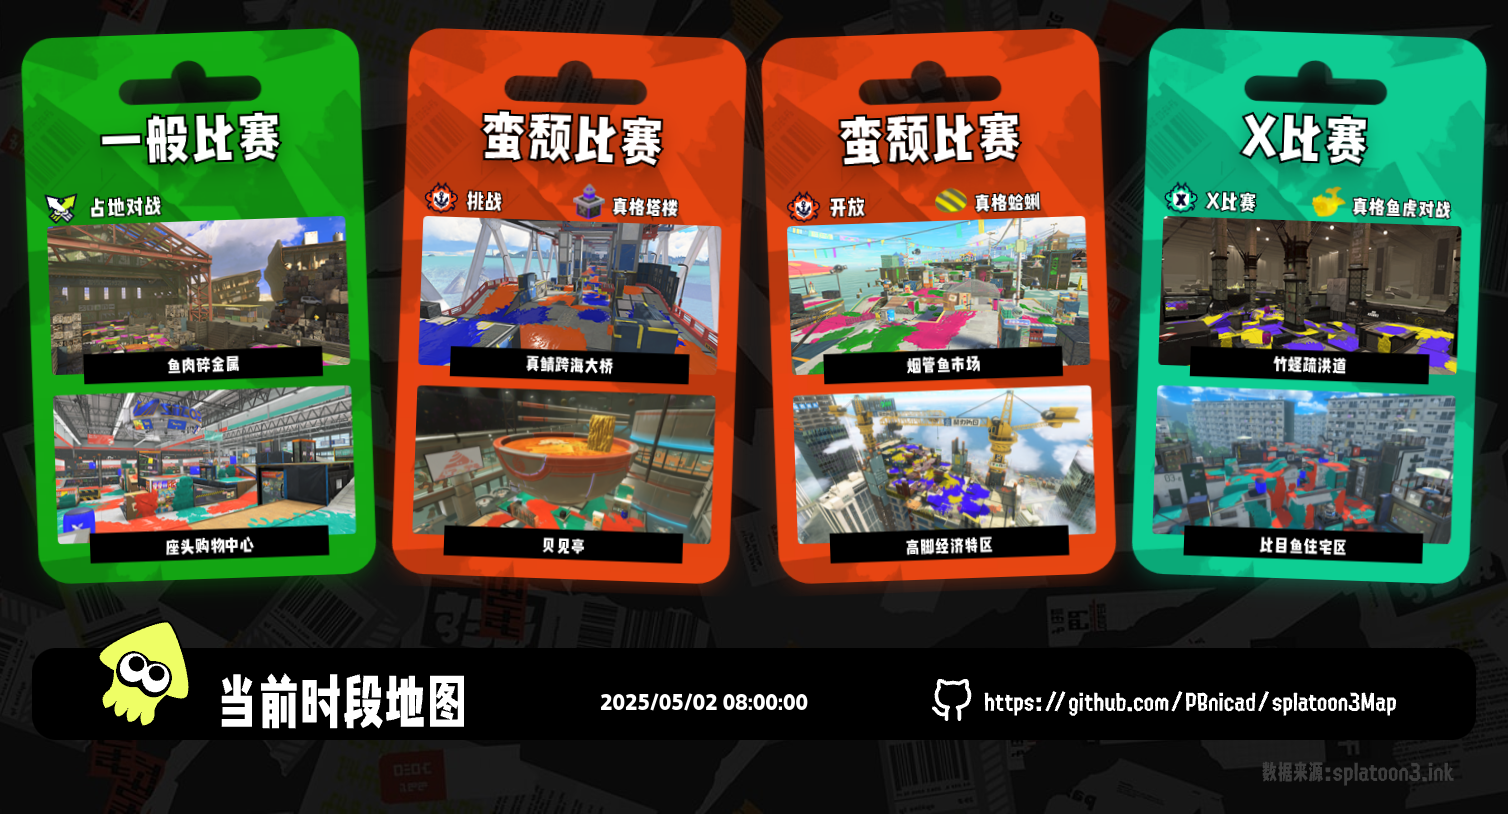 一般比赛
占地对战
鱼肉碎金属
座头购物中心
蛮颓比赛
挑战
真格塔楼
真鲭跨海大桥
贝见亭
蛮颓比赛
开放
真格蛤蜊
烟管鱼市场
高脚经济特区
X比赛
X比赛
真格鱼虎对战
竹蛏疏洪道
比目鱼住宅区
当前时段地图
2025/05/02 08:00:00
https://github.com/PBnicad/splatoon3Map
数据来源:splatoon3.ink